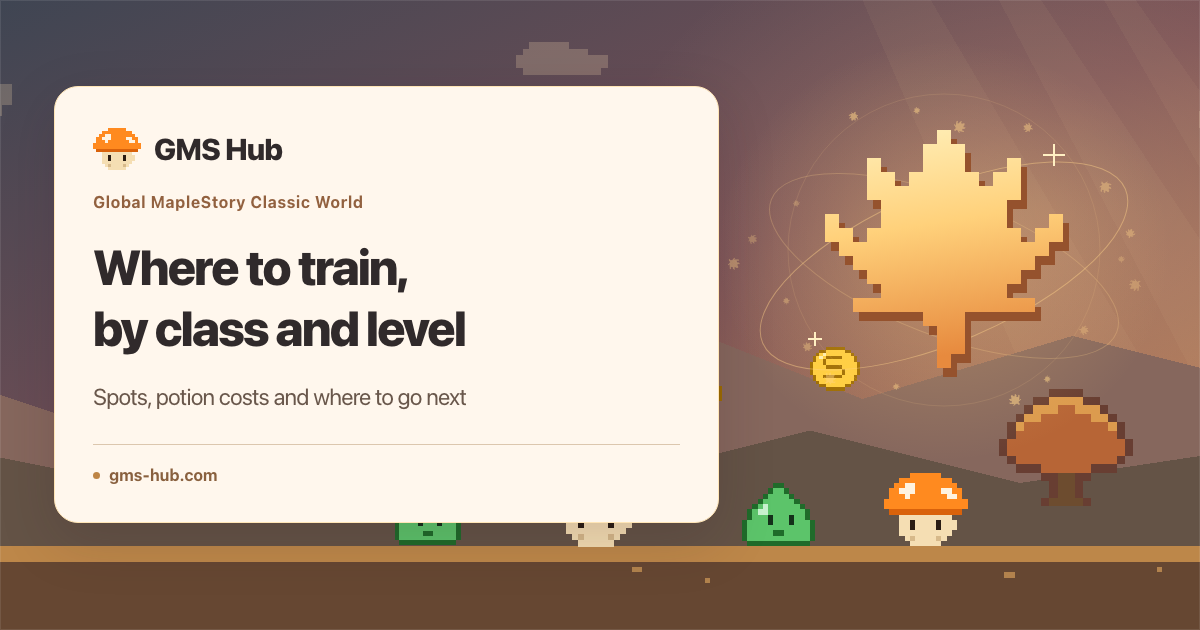 GMS Hub
Global MapleStory Classic World
Where to train,
by class and level
Spots, potion costs and where to go next
gms-hub.com